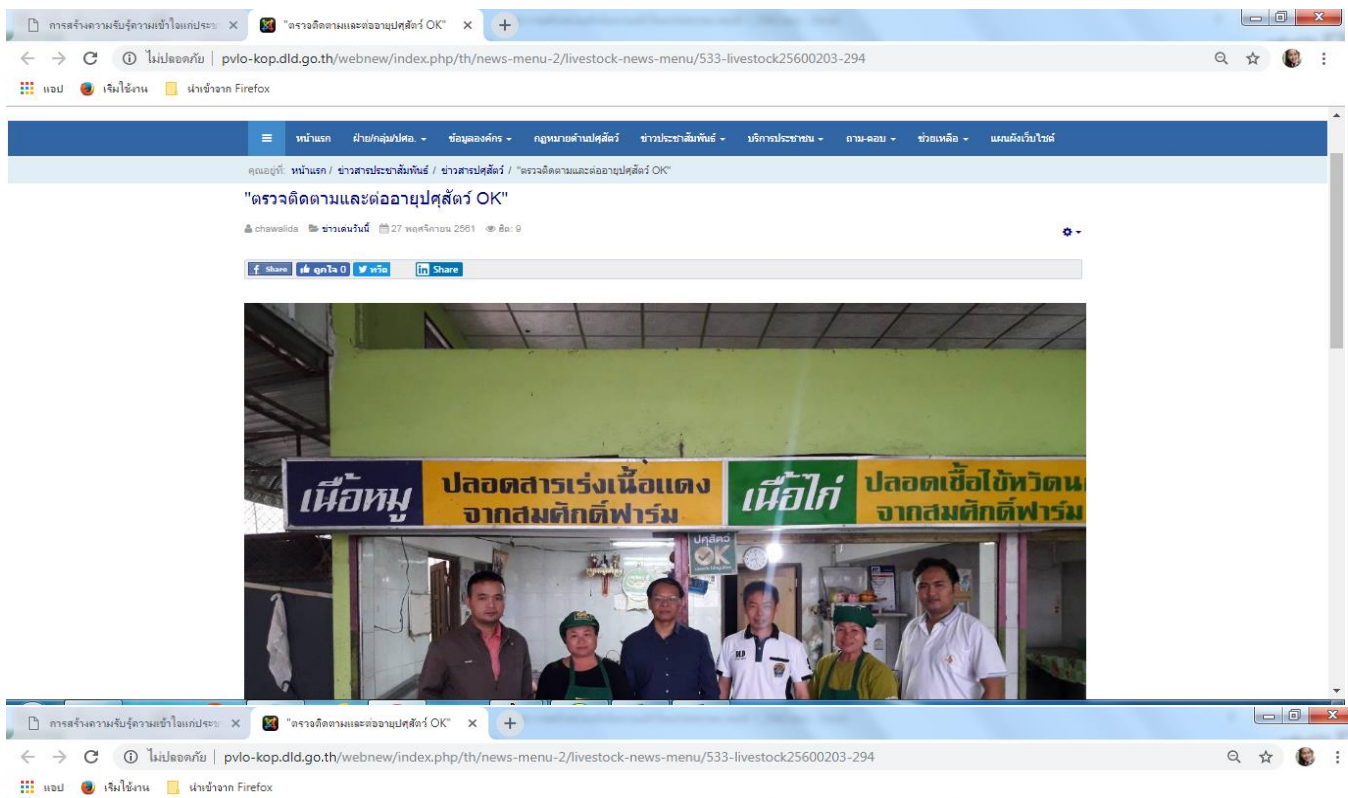 การสร้างความรับรู้ความเข้าใจแก่ประชา
"ตรวจติดตามและต่ออายุปศุสัตว์ OK"
ไม่ปลอดภัย | pvlo-kop.dld.go.th/webnew/index.php/th/news-menu-2/livestock-news-menu/533-livestock25600203-294
แอป เริ่มใช้งาน นำเข้าจาก Firefox
หน้าแรก ฝ่าย/กลุ่ม/ปศอ. ข้อมูลองค์กร กฎหมายด้านปศุสัตว์ ข่าวประชาสัมพันธ์ บริการประชาชน ถาม-ตอบ ช่วยเหลือ แผนผังเว็บไซต์
คุณอยู่ที่: หน้าแรก / ข่าวสารประชาสัมพันธ์ / ข่าวสารปศุสัตว์ / "ตรวจติดตามและต่ออายุปศุสัตว์ OK"
"ตรวจติดตามและต่ออายุปศุสัตว์ OK"
chawalida ข่าวเด่นวันนี้ 27 พฤศจิกายน 2561 ฮิต: 9
Share ถูกใจ 0 ทวีต Share
เนื้อหมู ปลอดสารเร่งเนื้อแดง เนื้อไก่ ปลอดเชื้อไข้หวัดนก
จากสมศักดิ์ฟาร์ม จากสมศักดิ์ฟาร์ม
ปศุสัตว์
OK
DLD
การสร้างความรับรู้ความเข้าใจแก่ประชา
"ตรวจติดตามและต่ออายุปศุสัตว์ OK"
ไม่ปลอดภัย | pvlo-kop.dld.go.th/webnew/index.php/th/news-menu-2/livestock-news-menu/533-livestock25600203-294
แอป เริ่มใช้งาน นำเข้าจาก Firefox